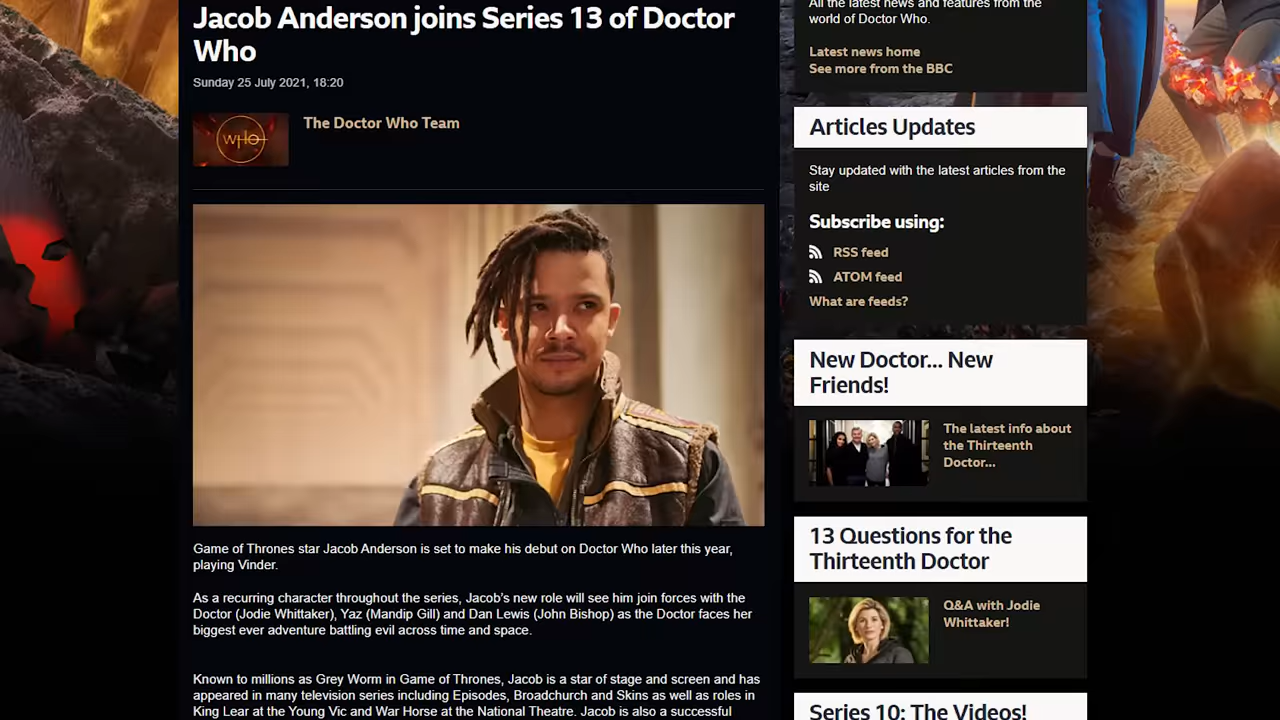 Jacob Anderson joins Series 13 of Doctor
Who
Sunday 25 July 2021, 18:20
WHO
The Doctor Who Team
Game of Thrones star Jacob Anderson is set to make his debut on Doctor Who later this year,
playing Vinder.
As a recurring character throughout the series, Jacob’s new role will see him join forces with the
Doctor (Jodie Whittaker), Yaz (Mandip Gill) and Dan Lewis (John Bishop) as the Doctor faces her
biggest ever adventure battling evil across time and space.
Known to millions as Grey Worm in Game of Thrones, Jacob is a star of stage and screen and has
appeared in many television series including Episodes, Broadchurch and Skins as well as roles in
King Lear at the Young Vic and War Horse at the National Theatre. Jacob is also a successful
All the latest news and features from the
world of Doctor Who.
Latest news home
See more from the BBC
Articles Updates
Stay updated with the latest articles from the
site
Subscribe using:
RSS feed
ATOM feed
What are feeds?
New Doctor... New
Friends!
The latest info about
the Thirteenth
Doctor...
13 Questions for the
Thirteenth Doctor
Q&A with Jodie
Whittaker!
Series 10: The Videos!